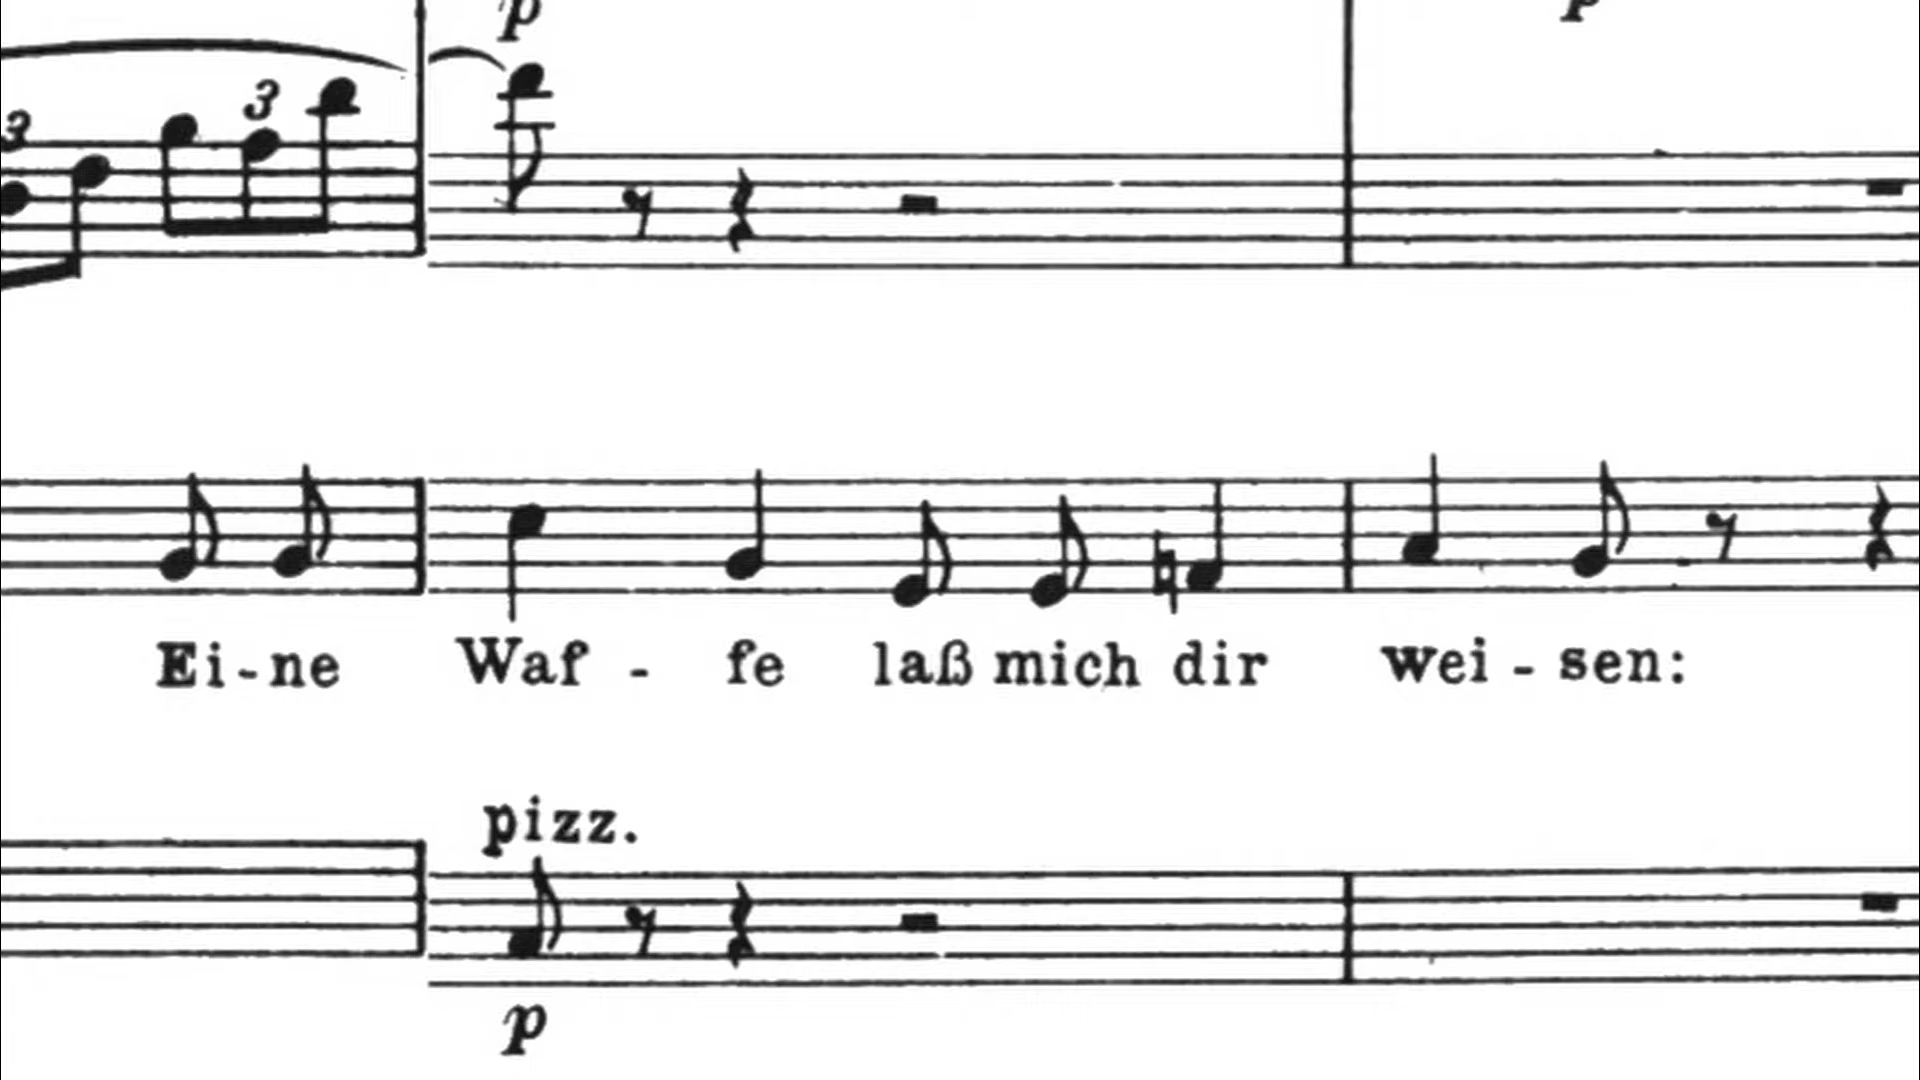 p p
3 3
Ei-ne Waf - fe laß mich dir wei - sen:
pizz.
p